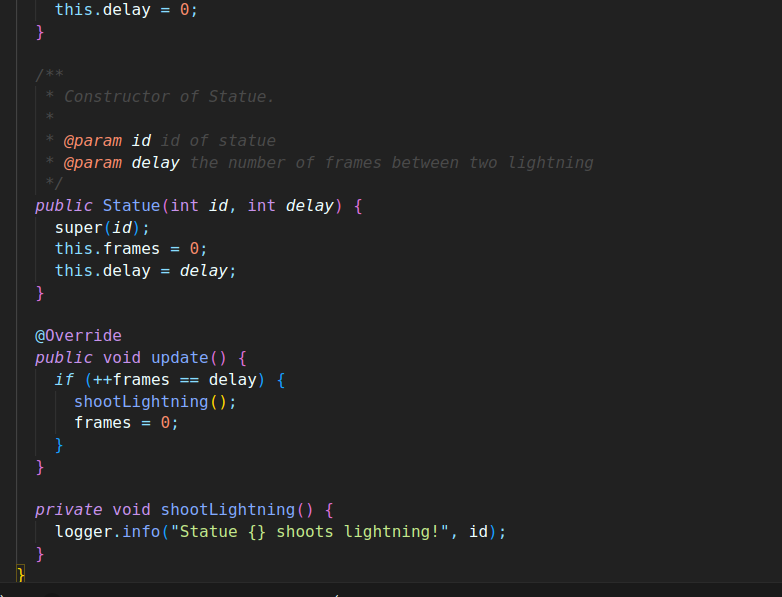 this.delay = 0;
}
/**
* Constructor of Statue.
*
* @param id id of statue
* @param delay the number of frames between two lightning
*/
public Statue(int id, int delay) {
super(id);
this.frames = 0;
this.delay = delay;
}
@Override
public void update() {
if (++frames == delay) {
shootLightning();
frames = 0;
}
}
private void shootLightning() {
logger.info("Statue {} shoots lightning!", id);
}
}